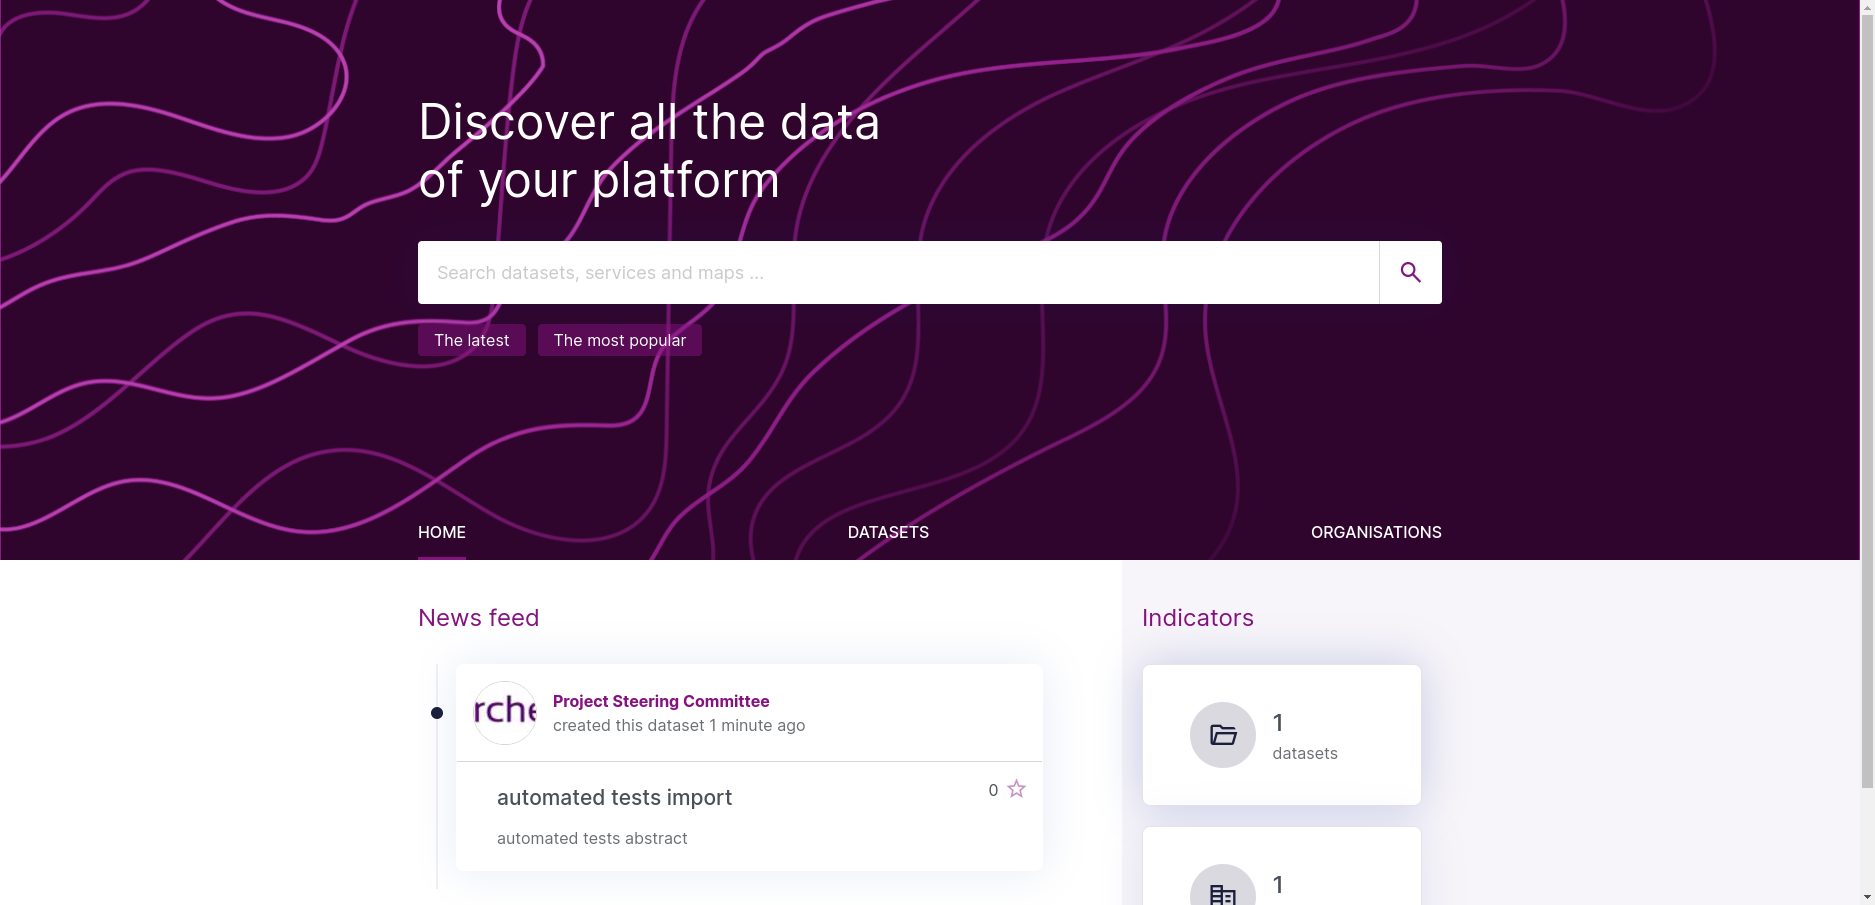 Discover all the data
of your platform
Search datasets, services and maps ...
The latest
The most popular
HOME
DATASETS
ORGANISATIONS
News feed
Indicators
rche
Project Steering Committee
created this dataset 1 minute ago
automated tests import
0
automated tests abstract
1
datasets
1